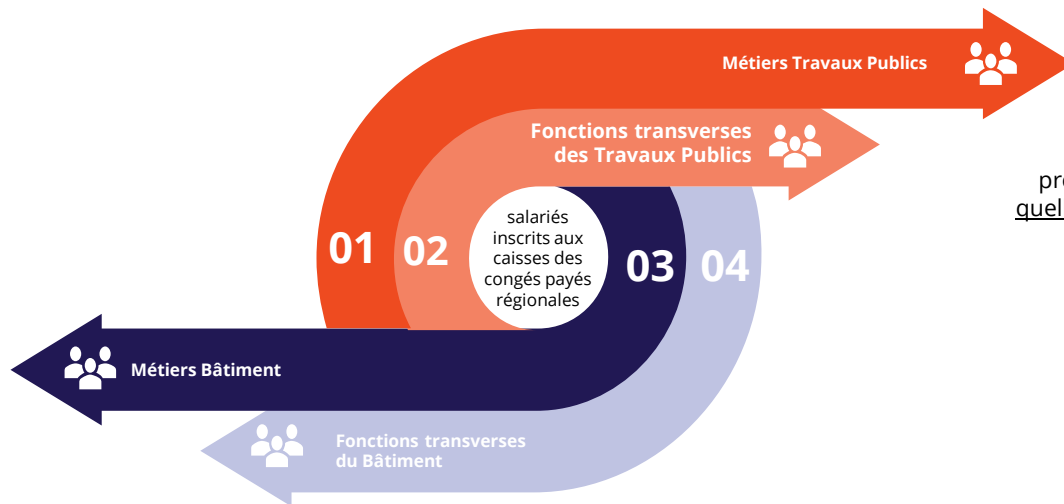 Métiers Travaux Publics
Fonctions transverses
des Travaux Publics
salariés
inscrits aux
caisses des
congés payés
régionales
01
02
03
04
Métiers Bâtiment
Fonctions transverses
du Bâtiment